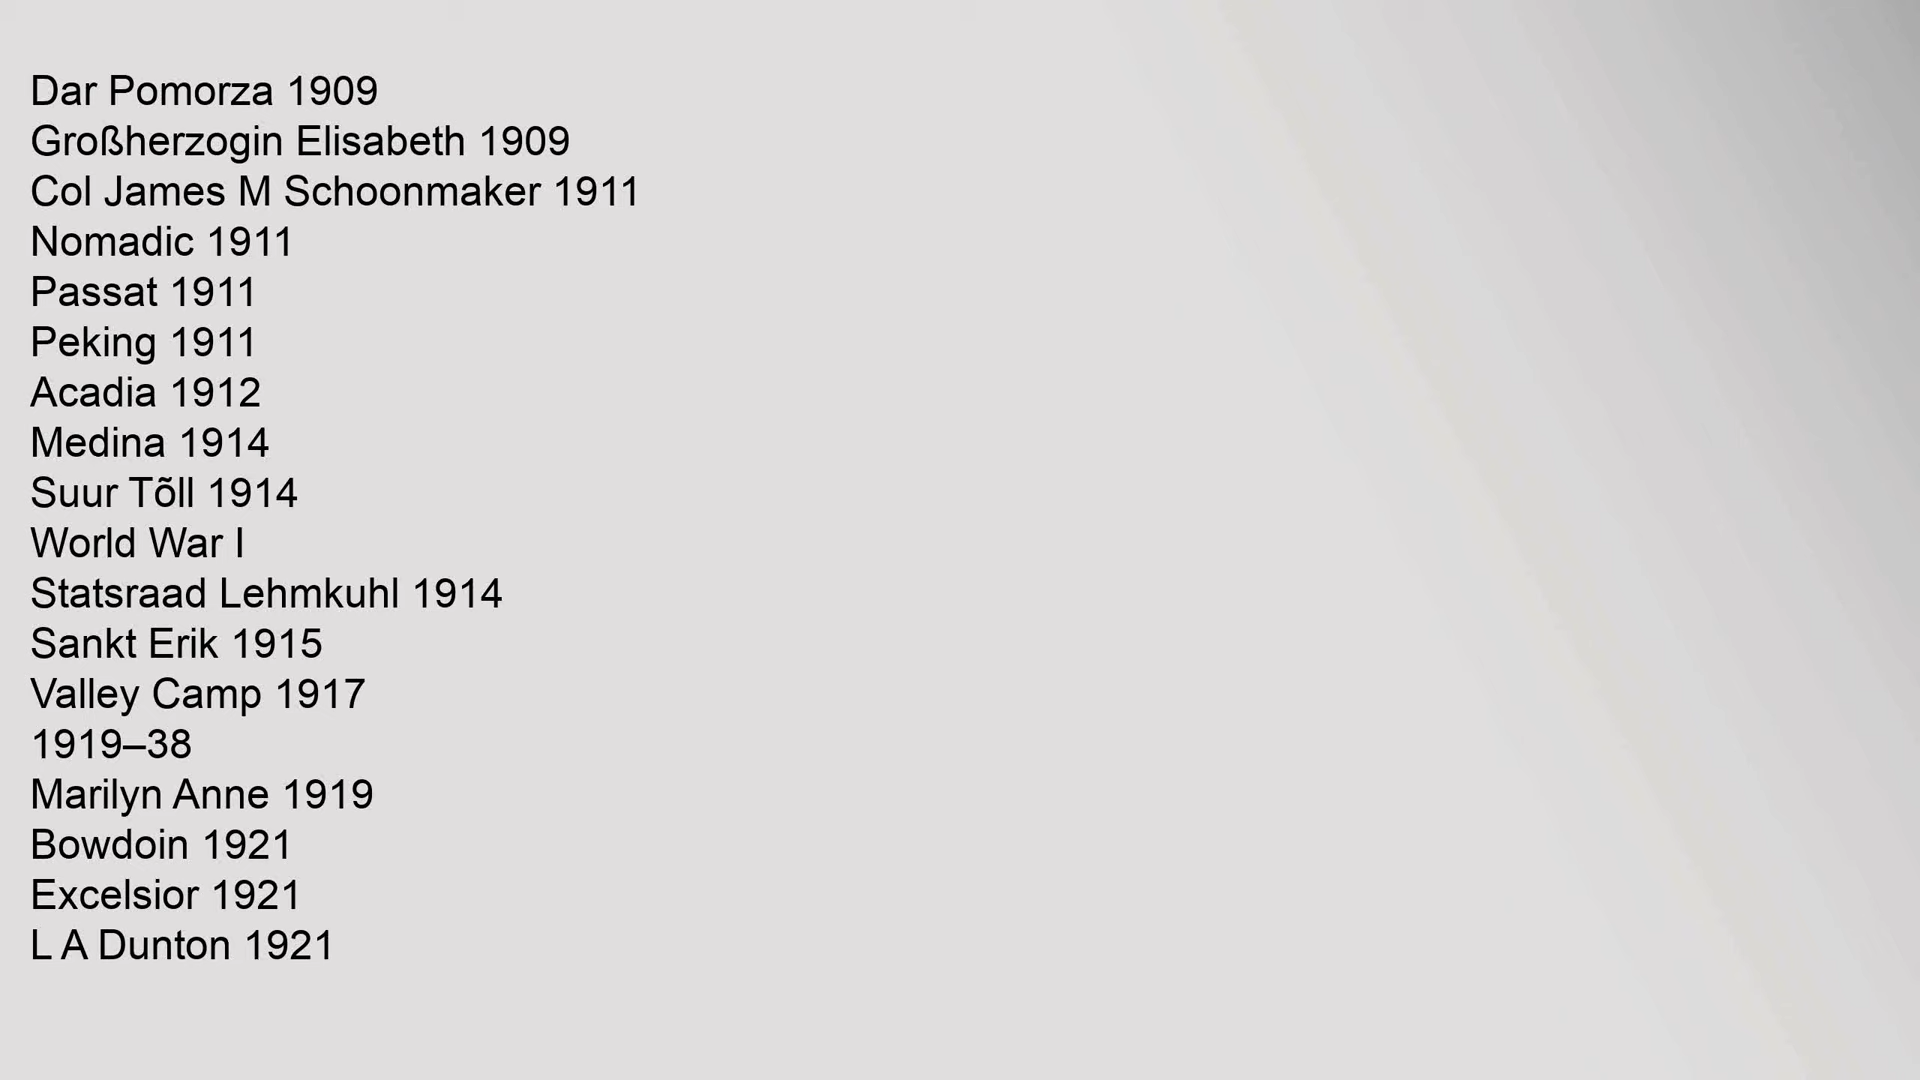 Dar Pomorza 1909
Großherzogin Elisabeth 1909
Col James M Schoonmaker 1911
Nomadic 1911
Passat 1911
Peking 1911
Acadia 1912
Medina 1914
Suur Tõll 1914
World War I
Statsraad Lehmkuhl 1914
Sankt Erik 1915
Valley Camp 1917
1919–38
Marilyn Anne 1919
Bowdoin 1921
Excelsior 1921
L A Dunton 1921